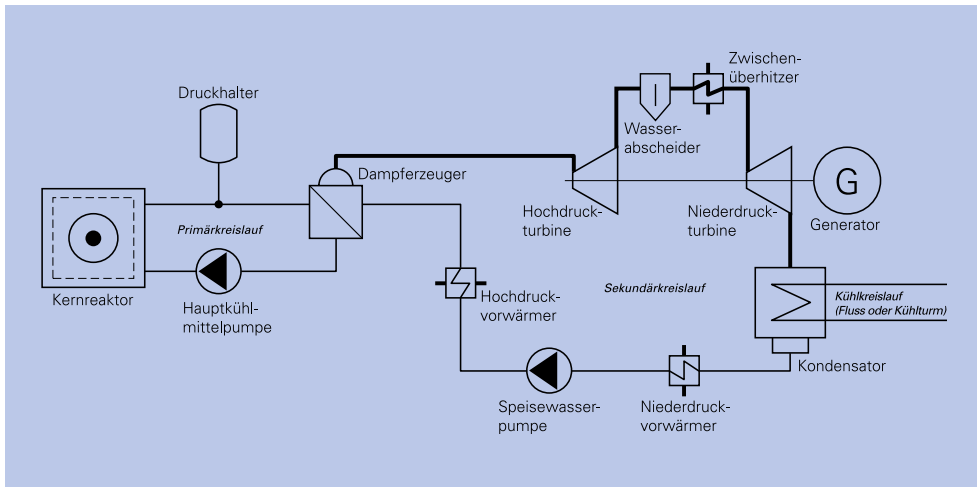 Zwischen-
überhitzer
Druckhalter
Wasser-
abscheider
Dampferzeuger
G
Hochdruck-
turbine
Niederdruck-
turbine
Generator
Primärkreislauf
Kernreaktor
Hauptkühl-
mittelpumpe
Hochdruck-
vorwärmer
Sekundärkreislauf
Kühlkreislauf
(Fluss oder Kühlturm)
Kondensator
Speisewasser-
pumpe
Niederdruck-
vorwärmer